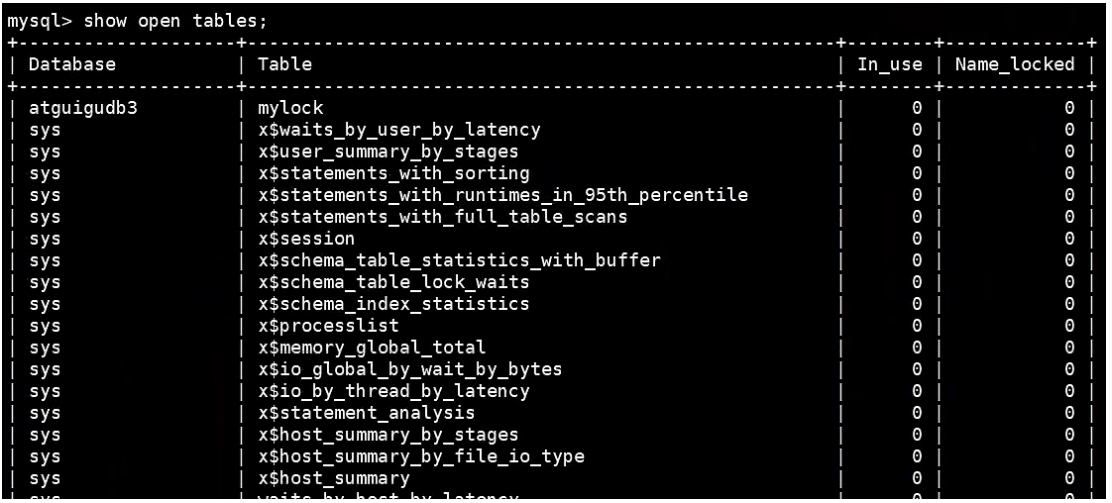 mysql> show open tables;
+---------------------+----------------------------------------------------------+--------+-------------+
| Database | Table | In_use | Name_locked |
+---------------------+----------------------------------------------------------+--------+-------------+
| atguigudb3 | mylock | 0 | 0 |
| sys | x$waits_by_user_by_latency | 0 | 0 |
| sys | x$user_summary_by_stages | 0 | 0 |
| sys | x$statements_with_sorting | 0 | 0 |
| sys | x$statements_with_runtimes_in_95th_percentile | 0 | 0 |
| sys | x$statements_with_full_table_scans | 0 | 0 |
| sys | x$session | 0 | 0 |
| sys | x$schema_table_statistics_with_buffer | 0 | 0 |
| sys | x$schema_table_lock_waits | 0 | 0 |
| sys | x$schema_index_statistics | 0 | 0 |
| sys | x$processlist | 0 | 0 |
| sys | x$memory_global_total | 0 | 0 |
| sys | x$io_global_by_wait_by_bytes | 0 | 0 |
| sys | x$io_by_thread_by_latency | 0 | 0 |
| sys | x$statement_analysis | 0 | 0 |
| sys | x$host_summary_by_stages | 0 | 0 |
| sys | x$host_summary_by_file_io_type | 0 | 0 |
| sys | x$host_summary | 0 | 0 |
| sys | waits_by_host_by_latency